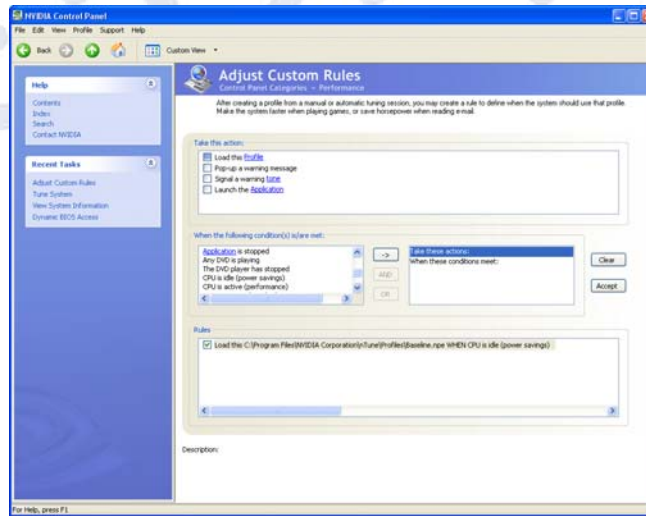 NVIDIA Control Panel
File Edit View Profile Support Help
Back
Custom View
Help
Contents
Index
Search
Contact NVIDIA
Recent Tasks
Adjust Custom Rules
Tune System
View System Information
Dynamic BIOS Access
Adjust Custom Rules
Control Panel Categories - Performance
After creating a profile from a manual or automatic tuning session, you may create a rule to define when the system should use that profile.
Make the system faster when playing games, or save horsepower when reading e-mail.
Take this action:
Load this Profile
Pop-up a warning message
Signal a warning tone
Launch the Application
When the following condition(s) is/are met:
Application is stopped
Any DVD is playing
The DVD player has stopped
CPU is idle (power savings)
CPU is active (performance)
->
AND
OR
Take these actions:
When these conditions meet:
Clear
Accept
Rules
Load this C:\Program Files\NVIDIA Corporation\nTune\Profiles\Baseline.npe WHEN CPU is idle (power savings)
Description:
For Help, press F1